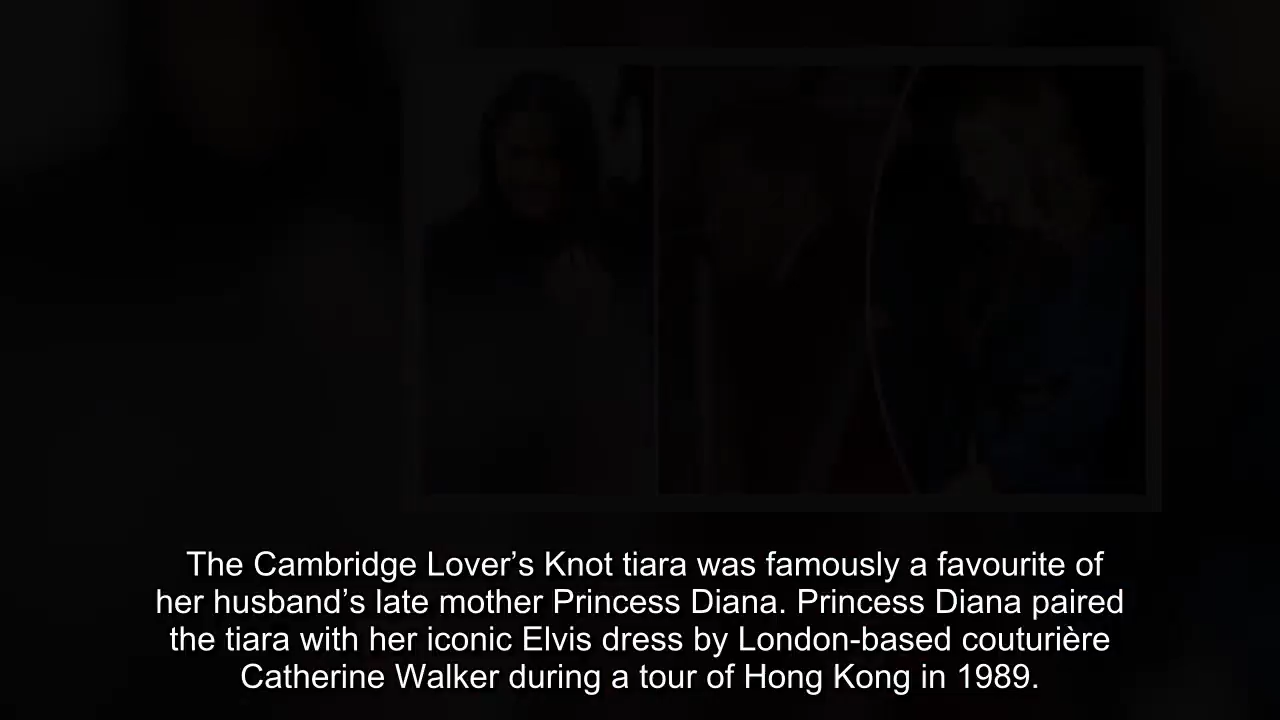 The Cambridge Lover’s Knot tiara was famously a favourite of
her husband’s late mother Princess Diana. Princess Diana paired
the tiara with her iconic Elvis dress by London-based couturière
Catherine Walker during a tour of Hong Kong in 1989.